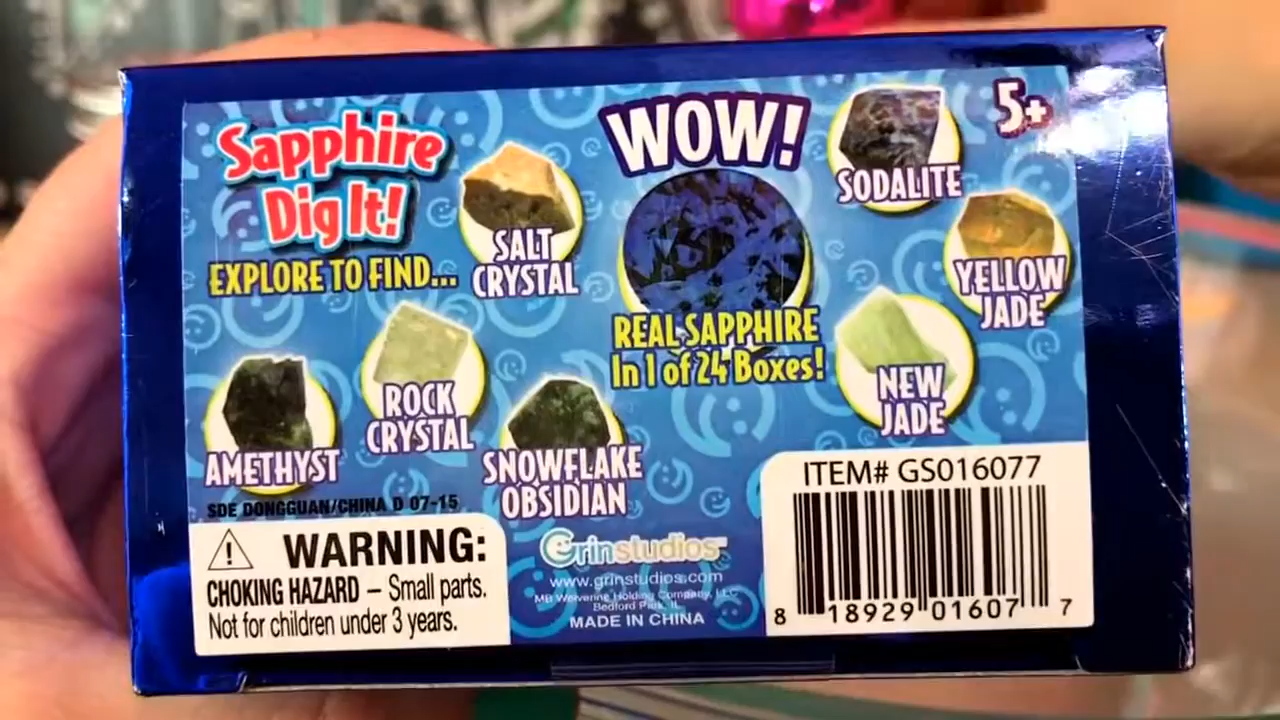 Sapphire
Dig It!
EXPLORE TO FIND...
SALT
CRYSTAL
WOW!
REAL SAPPHIRE
In 1 of 24 Boxes!
SODALITE
5+
YELLOW
JADE
NEW
JADE
ROCK
CRYSTAL
AMETHYST
SNOWFLAKE
OBSIDIAN
SDE DONGGUAN/CHINA D 07-15
WARNING:
CHOKING HAZARD – Small parts.
Not for children under 3 years.
Grinstudios
www.grinstudios.com
MB Welvering Holding Company, LLC
Bedford Park, IL
MADE IN CHINA
ITEM# GS016077
8 18929 01607 7